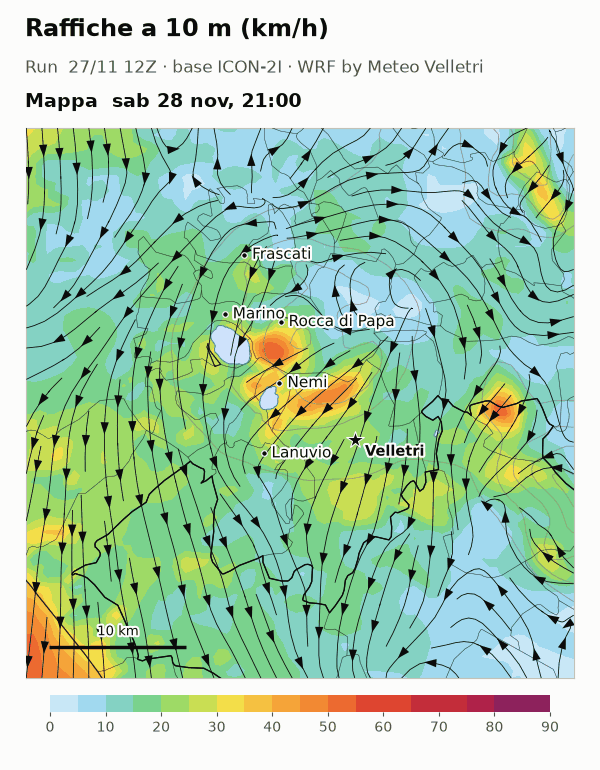 Raffiche a 10 m (km/h)
Run 27/11 12Z · base ICON-2I · WRF by Meteo Velletri
Mappa sab 28 nov, 21:00
Frascati
Marino
Rocca di Papa
Nemi
Velletri
Lanuvio
10 km
0 10 20 30 40 50 60 70 80 90